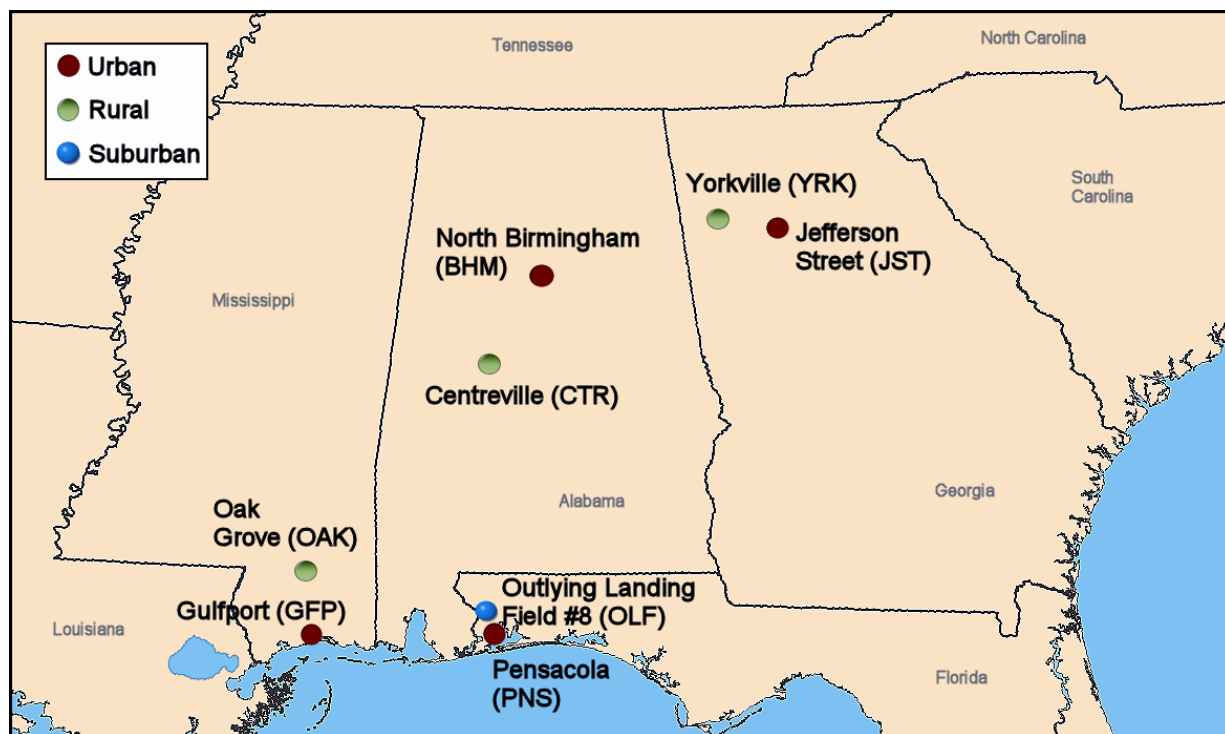 Tennessee
North Carolina
Urban
Rural
Suburban
Yorkville (YRK)
South
Carolina
North Birmingham
(BHM)
Jefferson
Street (JST)
Mississippi
Centreville (CTR)
Georgia
Alabama
Oak
Grove (OAK)
Outlying Landing
Field #8 (OLF)
Gulfport (GFP)
Louisiana
Pensacola
(PNS)
Florida